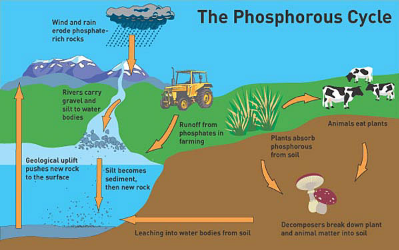 The Phosphorous Cycle
Wind and rain
erode phosphate-
rich rocks
Rivers carry
gravel and
silt to water
bodies
Runoff from
phosphates in
farming
Plants absorb
phosphorous
from soil
Animals eat plants
Geological uplift
pushes new rock
to the surface
Silt becomes
sediment,
then new rock
Decomposers break down plant
and animal matter into soil
Leaching into water bodies from soil